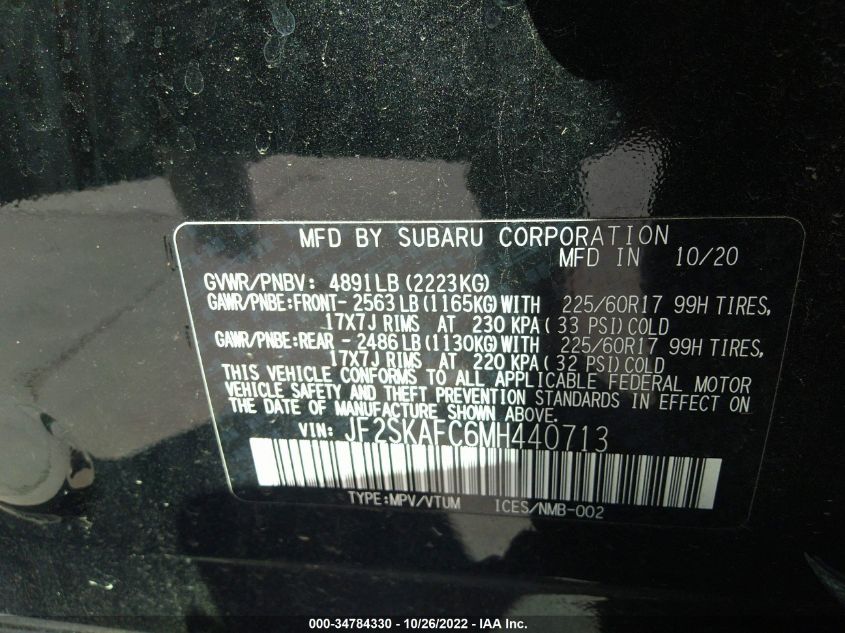 MFD BY SUBARU CORPORATION
MFD IN 10/20
GVWR/PNBV: 4891LB (2223KG)
GAWR/PNBE:FRONT- 2563 LB (1165KG) WITH 225/60R17 99H TIRES,
17X7J RIMS AT 230 KPA( 33 PSI) COLD
GAWR/PNBE:REAR - 2486 LB (1130KG) WITH 225/60R17 99H TIRES,
17X7J RIMS AT 220 KPA( 32 PSI) COLD
THIS VEHICLE CONFORMS TO ALL APPLICABLE FEDERAL MOTOR
VEHICLE SAFETY AND THEFT PREVENTION STANDARDS IN EFFECT ON
THE DATE OF MANUFACTURE SHOWN ABOVE.
VIN: JF2SKAFC6MH440713
TYPE:MPV/VTUM ICES/NMB-002
000-34784330 - 10/26/2022 - IAA Inc.